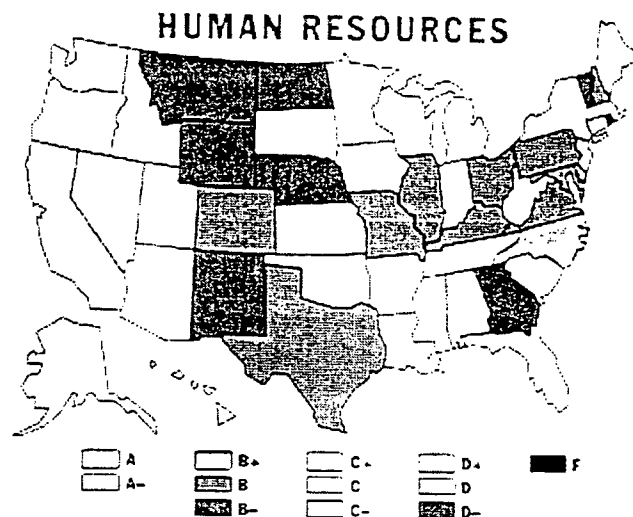 HUMAN RESOURCES
A B+ C+ D+ F
A- B C D
B- C- D-